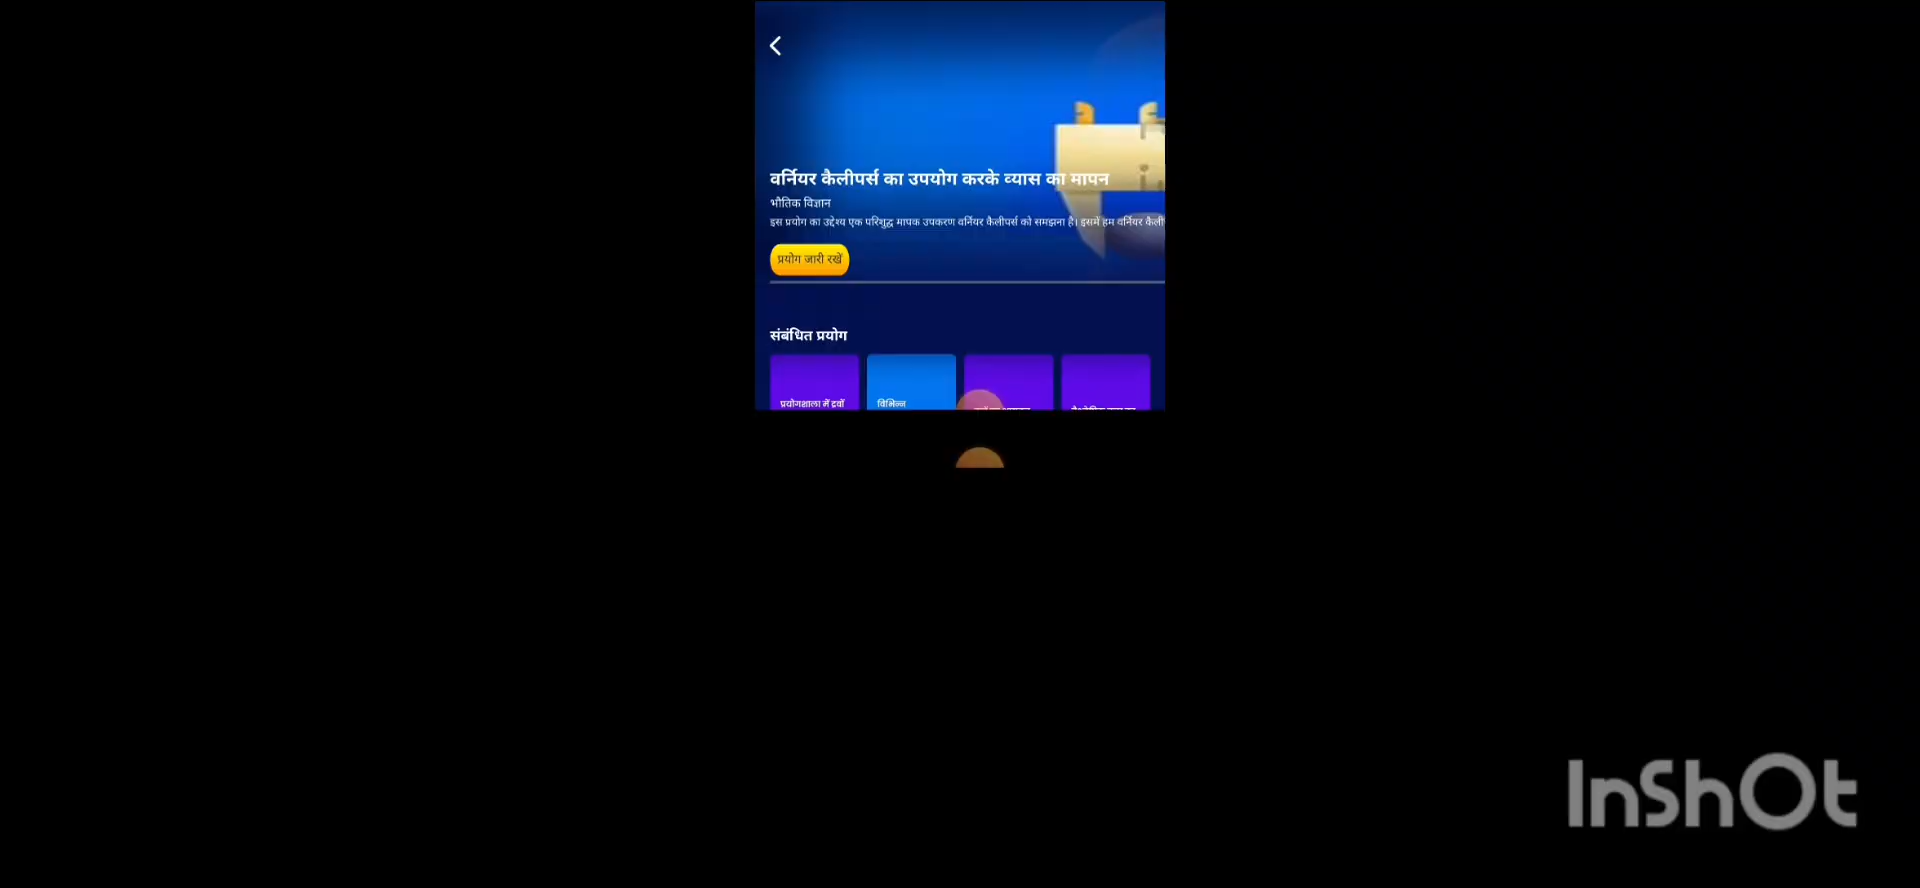 वर्नियर कैलीपर्स का उपयोग करके व्यास का मापन
भौतिक विज्ञान
इस प्रयोग का उद्देश्य एक परिशुद्ध मापक उपकरण वर्नियर कैलीपर्स को समझना है। इसमें हम वर्नियर
प्रयोग जारी रखें
संबंधित प्रयोग
प्रयोगशाला में द्रवों
विभिन्न
InShOt